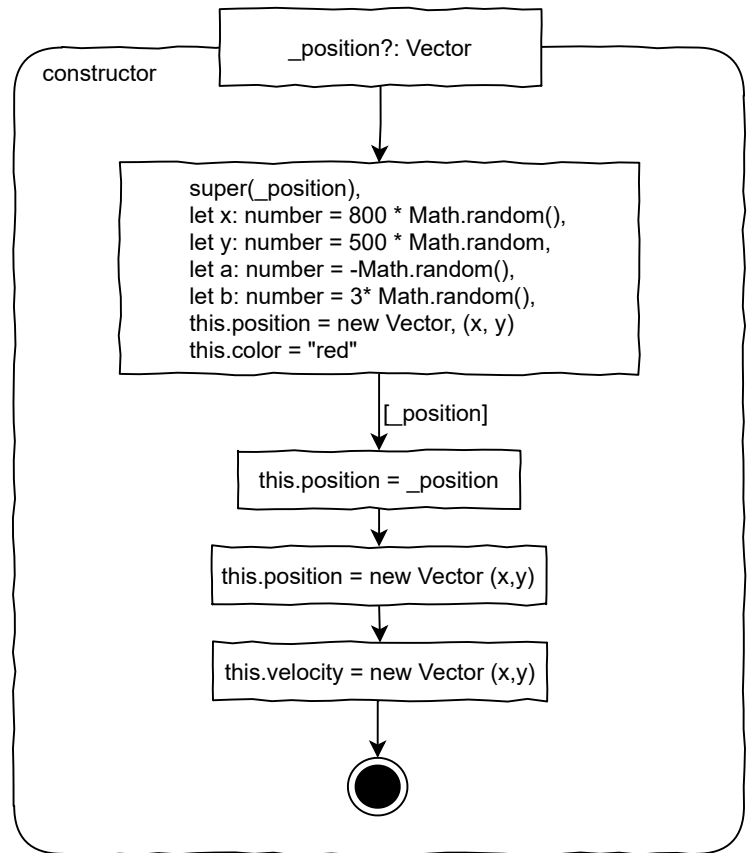 _position?: Vector
constructor
super(_position),
let x: number = 800 * Math.random(),
let y: number = 500 * Math.random,
let a: number = -Math.random(),
let b: number = 3* Math.random(),
this.position = new Vector, (x, y)
this.color = "red"
[_position]
this.position = _position
this.position = new Vector (x,y)
this.velocity = new Vector (x,y)